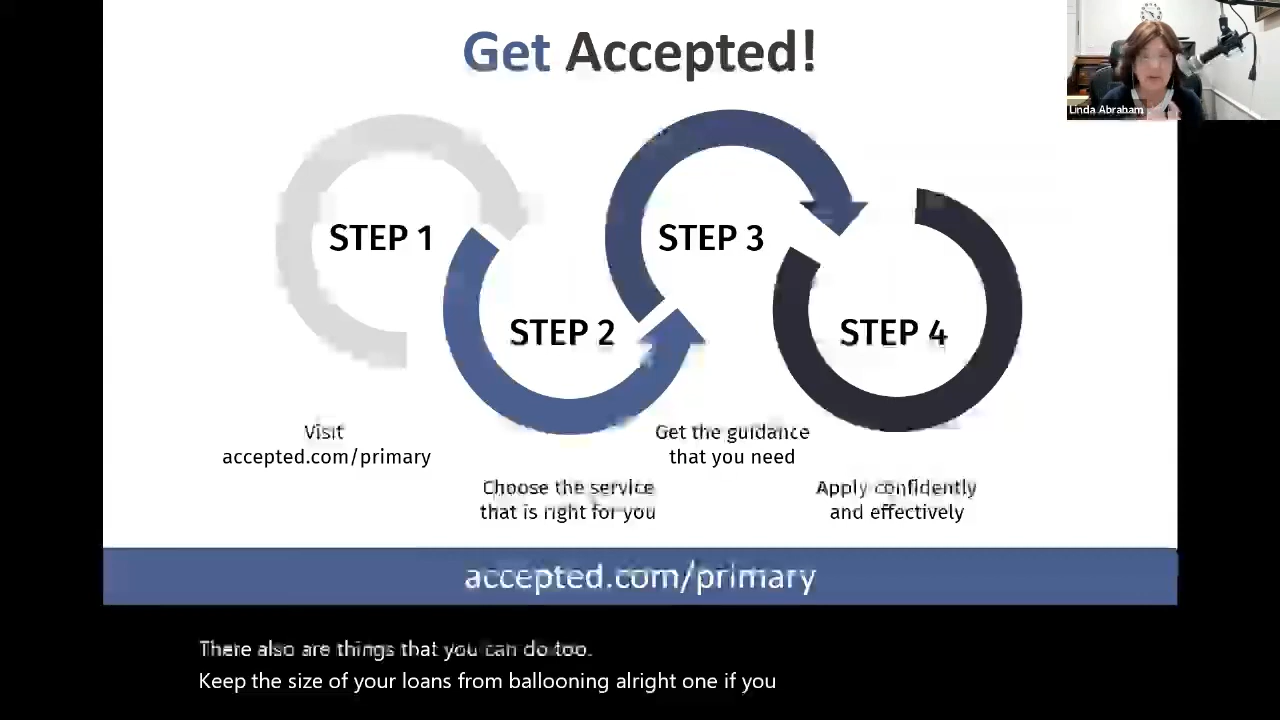 Get Accepted!
Linda Abraham
STEP 1
STEP 3
STEP 2
STEP 4
Visit
accepted.com/primary
Get the guidance
that you need
Choose the service
that is right for you
Apply confidently
and effectively
accepted.com/primary
There also are things that you can do too.
Keep the size of your loans from ballooning alright one if you